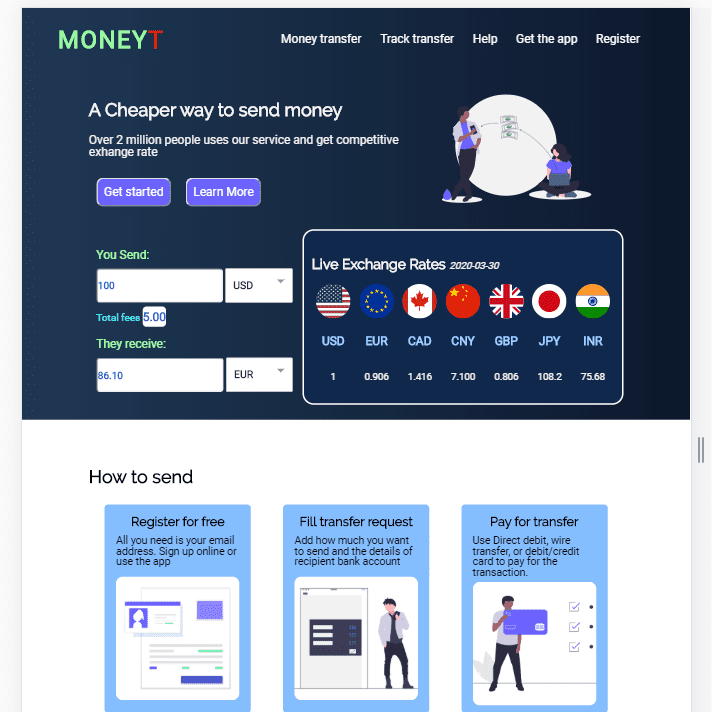 MONEYT
Money transfer Track transfer Help Get the app Register
A Cheaper way to send money
Over 2 million people uses our service and get competitive
exhange rate
Get started Learn More
You Send:
100 USD
Total fees 5.00
They receive:
86.10 EUR
Live Exchange Rates 2020-03-30
USD EUR CAD CNY GBP JPY INR
1 0.906 1.416 7.100 0.806 108.2 75.68
How to send
Register for free
All you need is your email
address. Sign up online or
use the app
Fill transfer request
Add how much you want
to send and the details of
recipient bank account
Pay for transfer
Use Direct debit, wire
transfer, or debit/credit
card to pay for the
transaction.